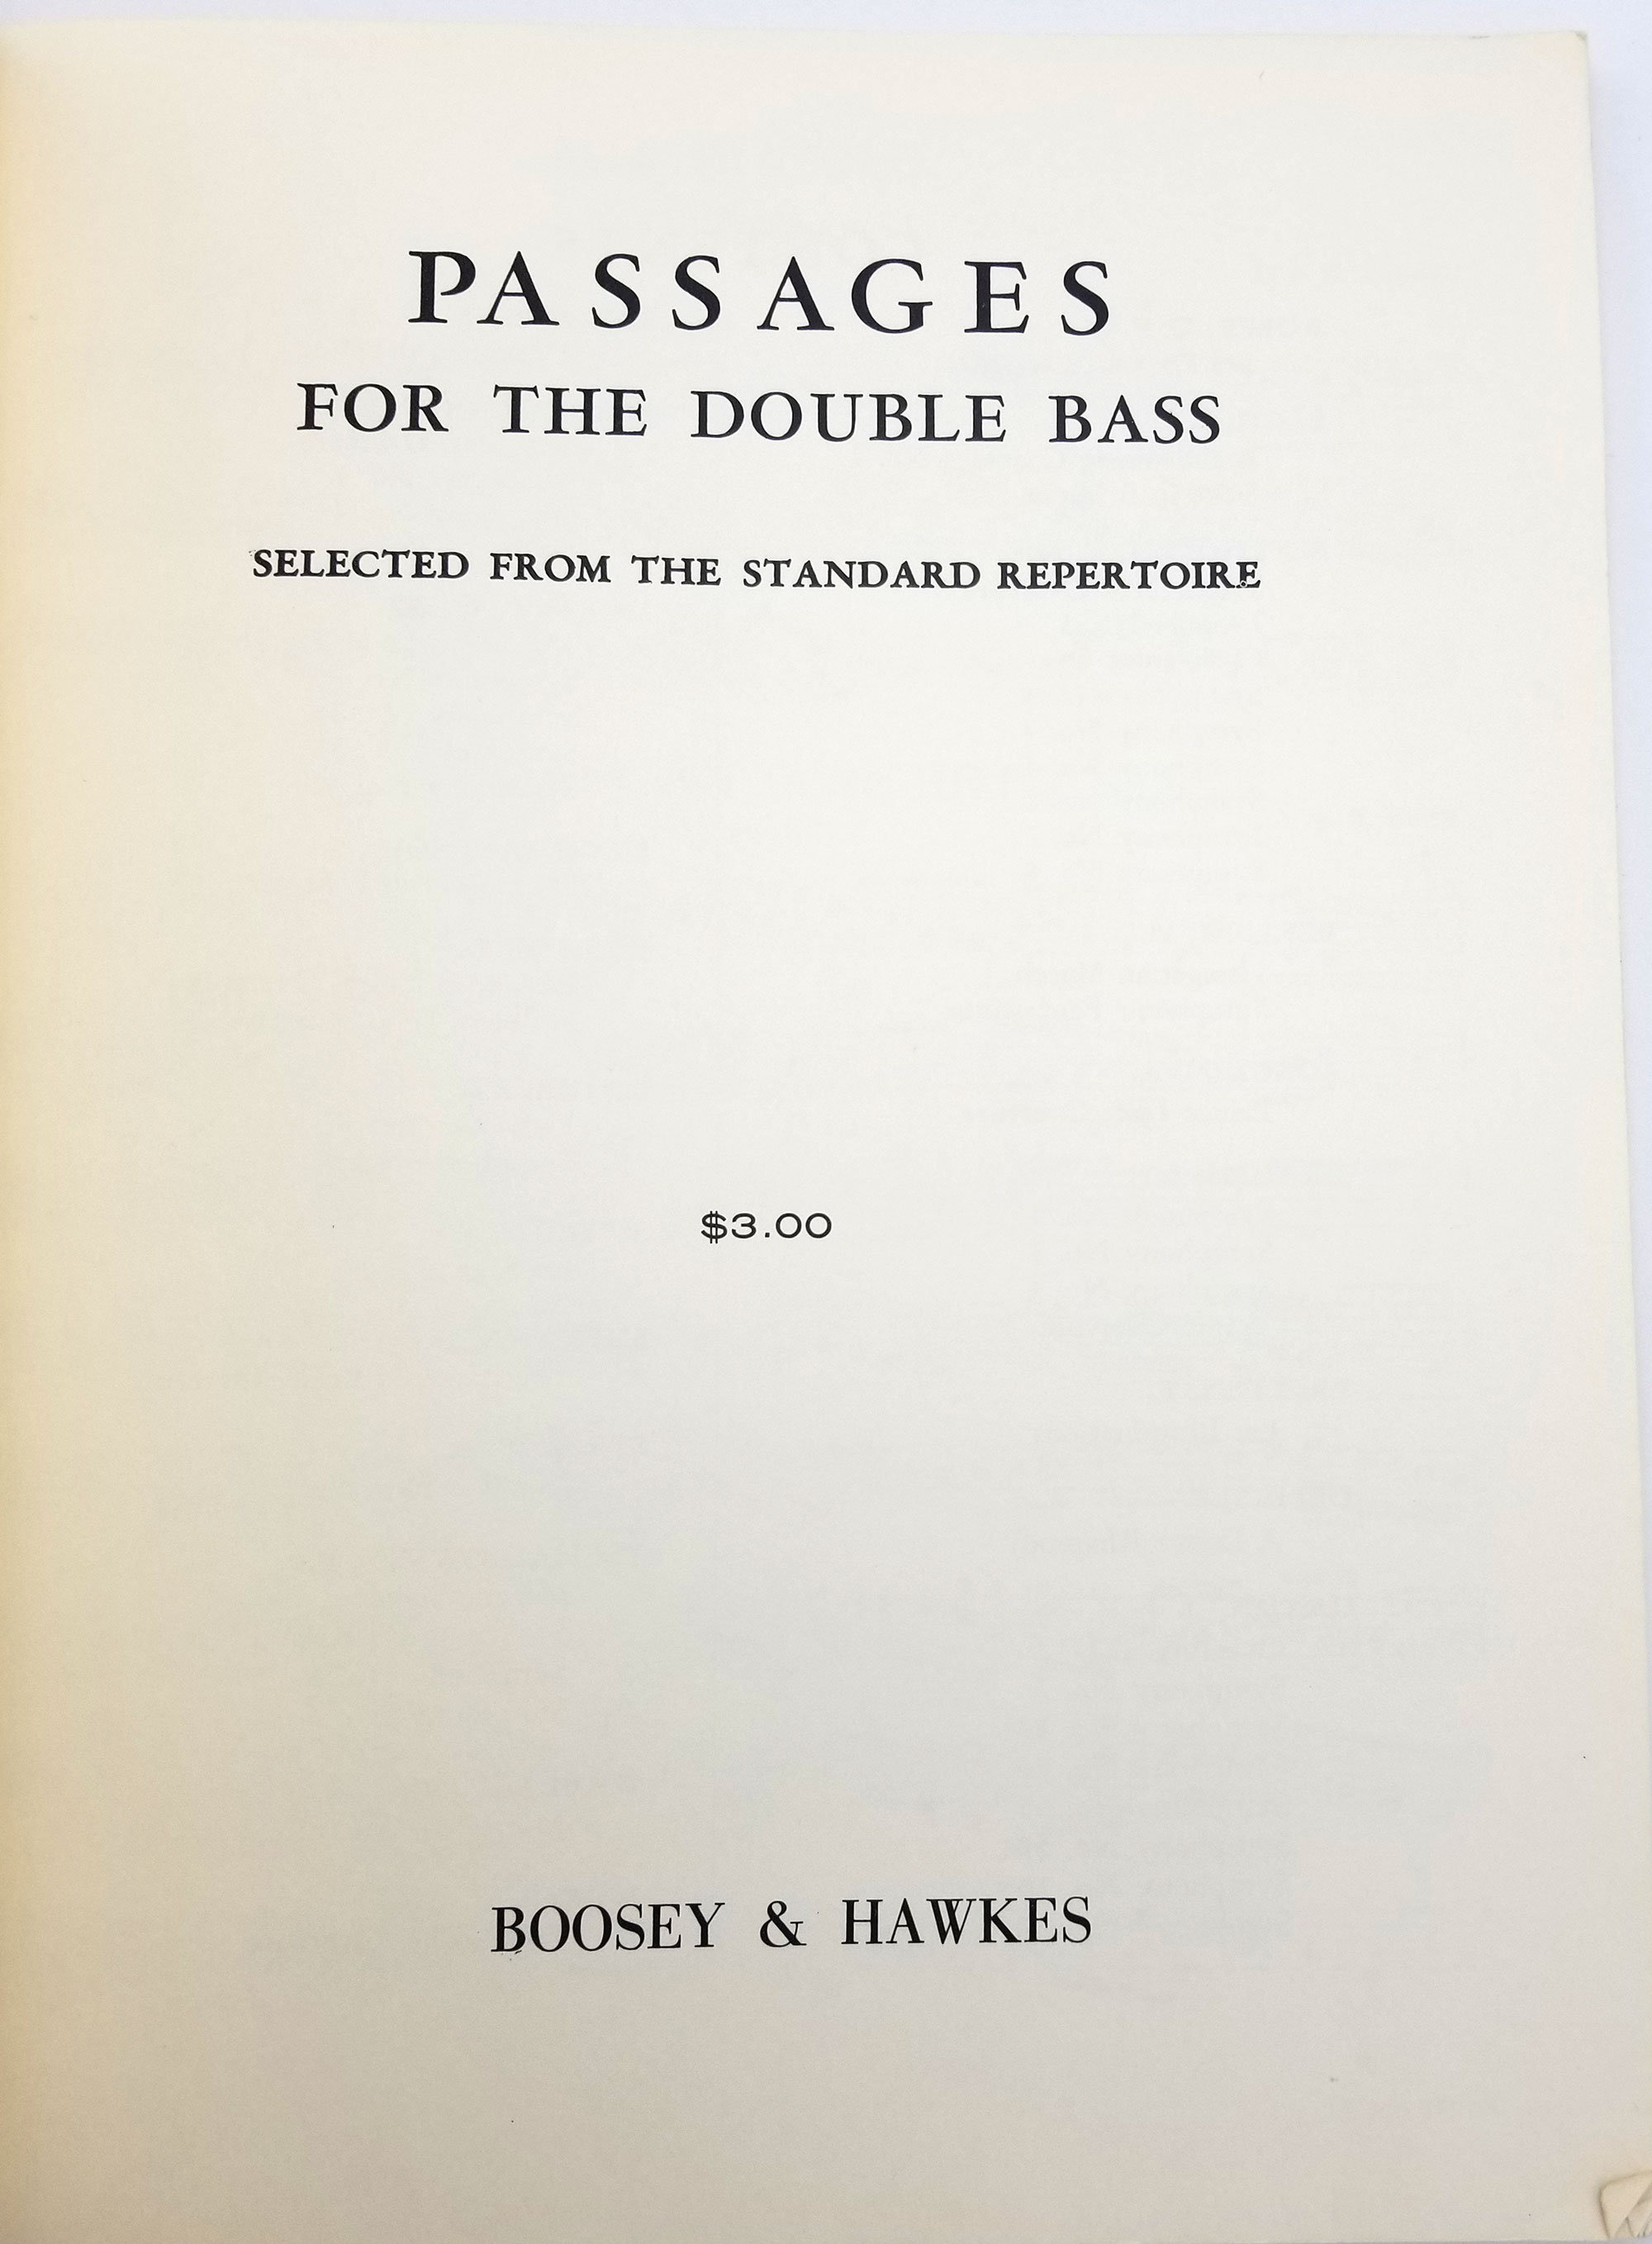 PASSAGES
FOR THE DOUBLE BASS
SELECTED FROM THE STANDARD REPERTOIRE
$3.00
BOOSEY & HAWKES